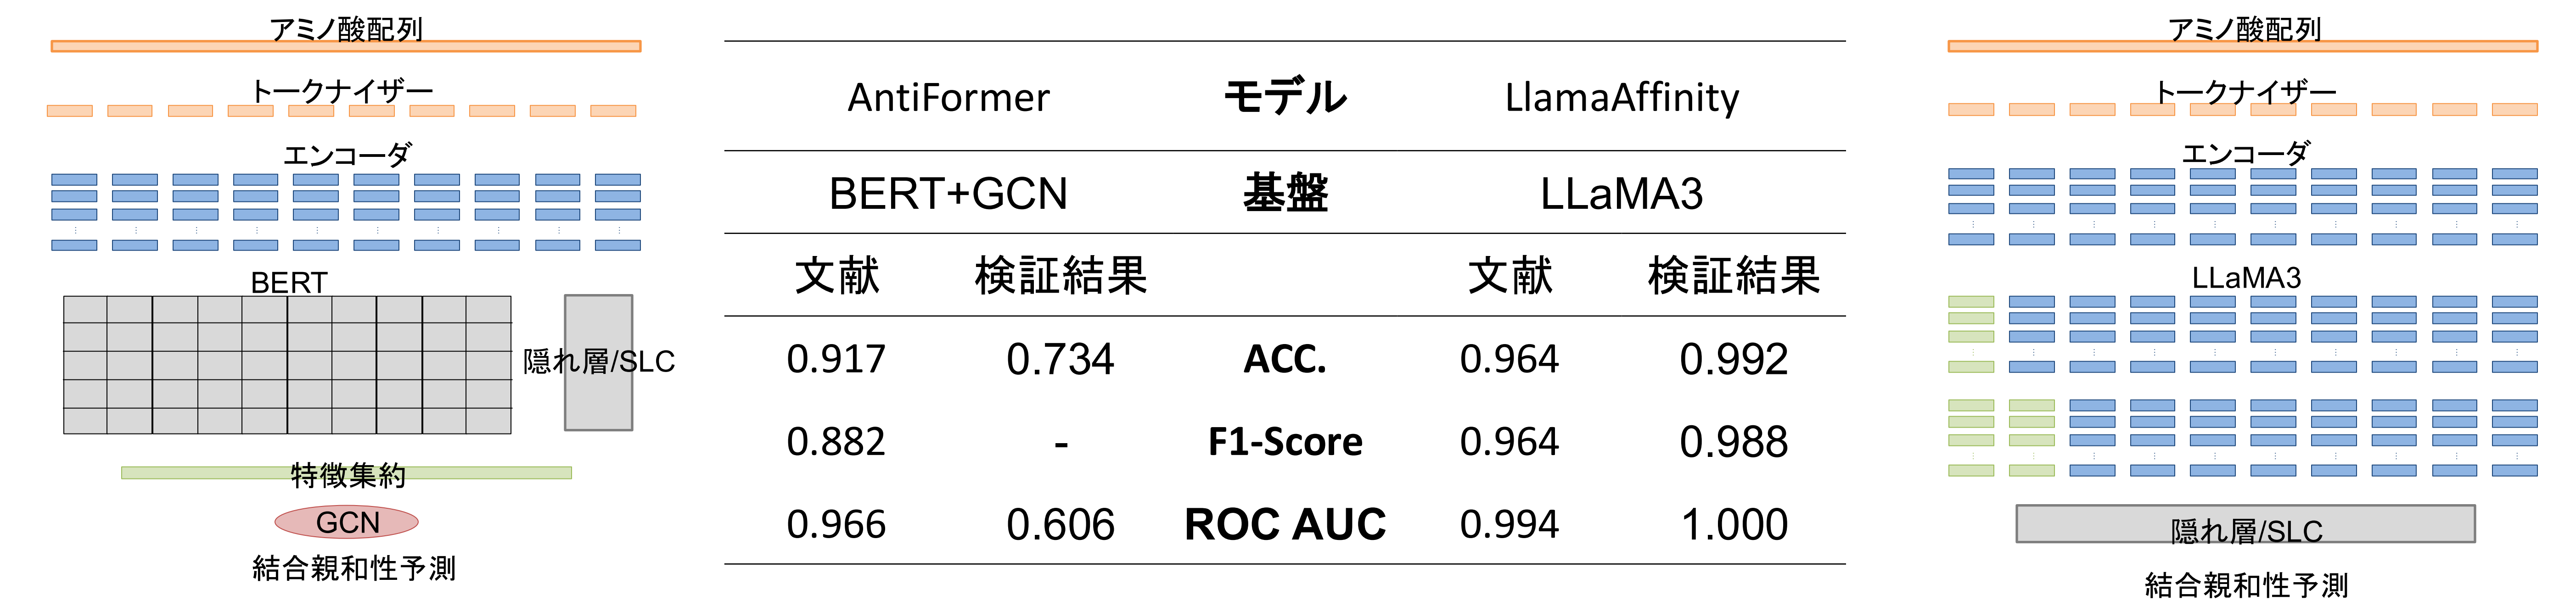 アミノ酸配列
トークナイザー
エンコーダ
BERT
隠れ層/SLC
特徴集約
GCN
結合親和性予測
AntiFormer モデル LlamaAffinity
BERT+GCN 基盤 LLaMA3
文献 検証結果 文献 検証結果
0.917 0.734 ACC. 0.964 0.992
0.882 - F1-Score 0.964 0.988
0.966 0.606 ROC AUC 0.994 1.000
アミノ酸配列
トークナイザー
エンコーダ
LLaMA3
隠れ層/SLC
結合親和性予測